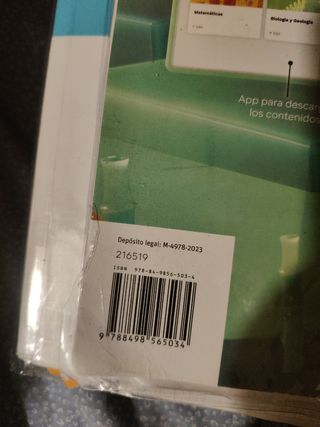 Matemáticas
Biología y Geología
App para descar
los contenidos
Depósito legal: M-4978-2023
216519
ISBN 978-84-9856-503-4
9 788498 565034